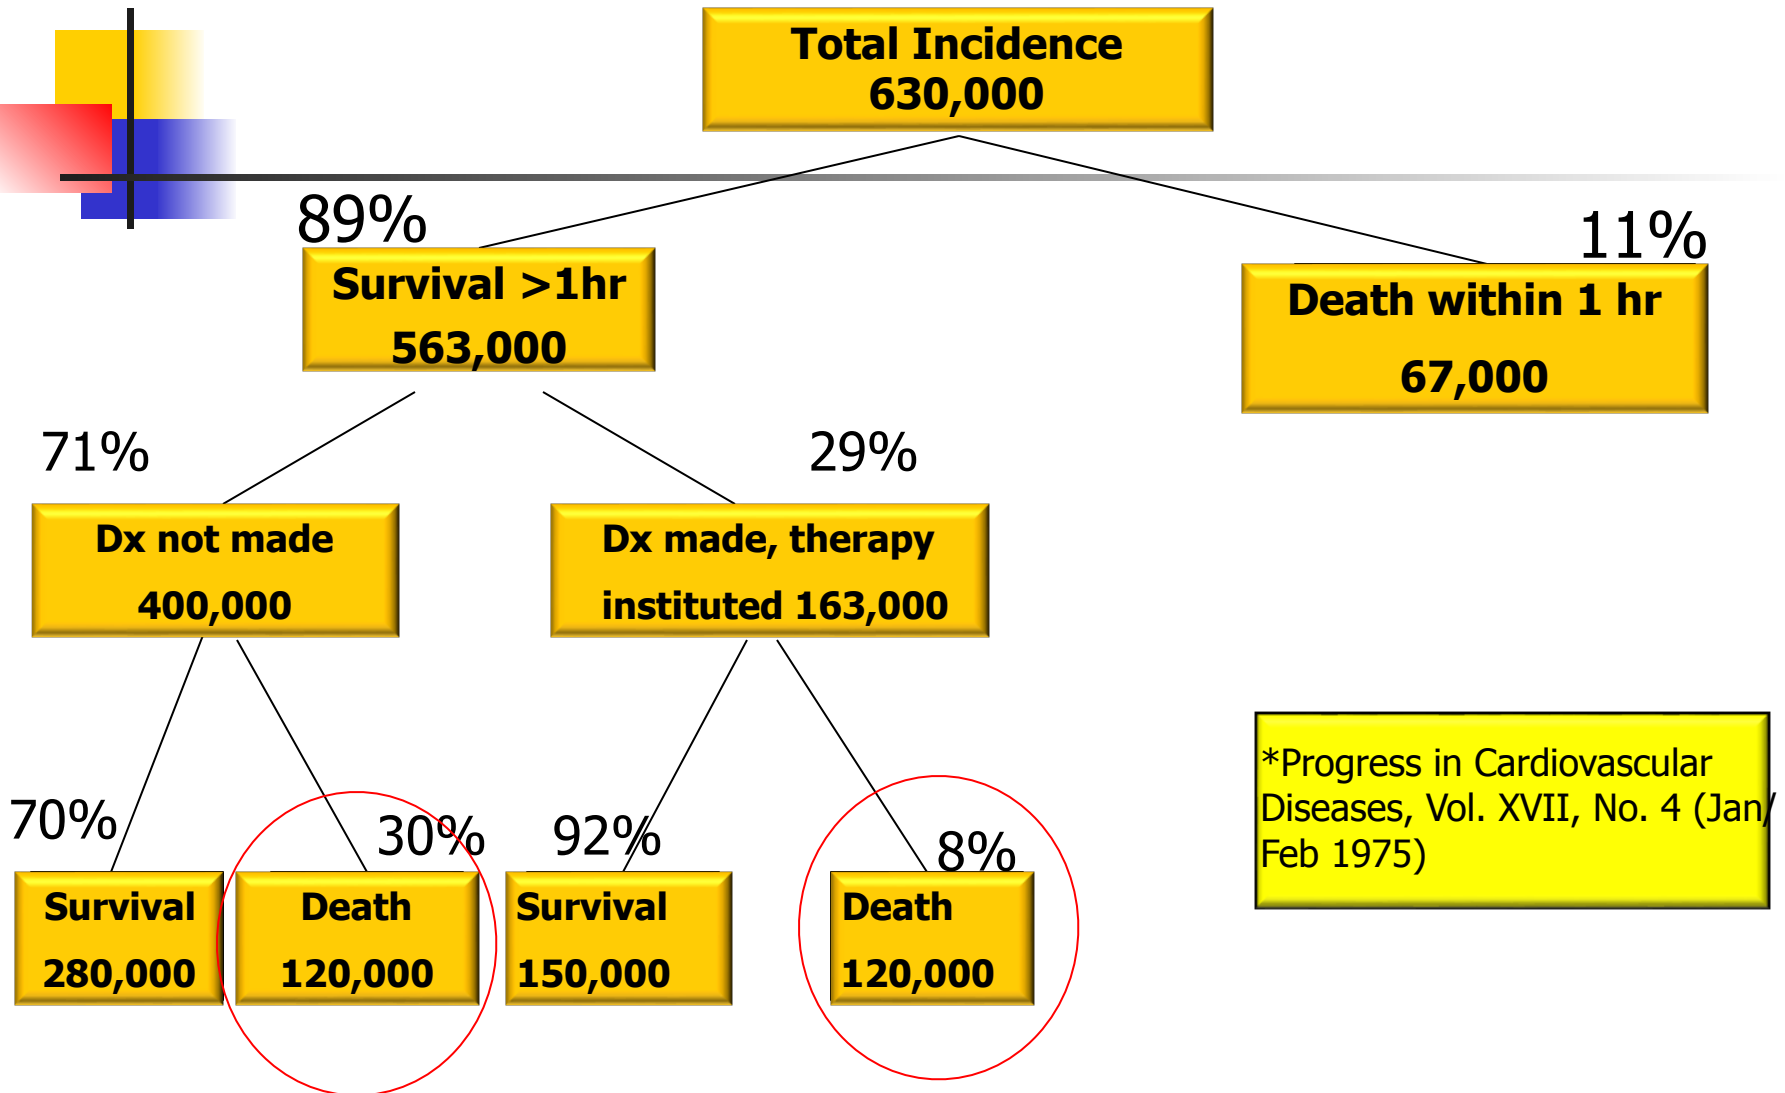 Total Incidence
630,000
89%
11%
Survival >1hr
563,000
Death within 1 hr
67,000
71%
29%
Dx not made
400,000
Dx made, therapy
instituted 163,000
70%
30%
92%
8%
Survival
280,000
Death
120,000
Survival
150,000
Death
120,000
*Progress in Cardiovascular
Diseases, Vol. XVII, No. 4 (Jan/
Feb 1975)